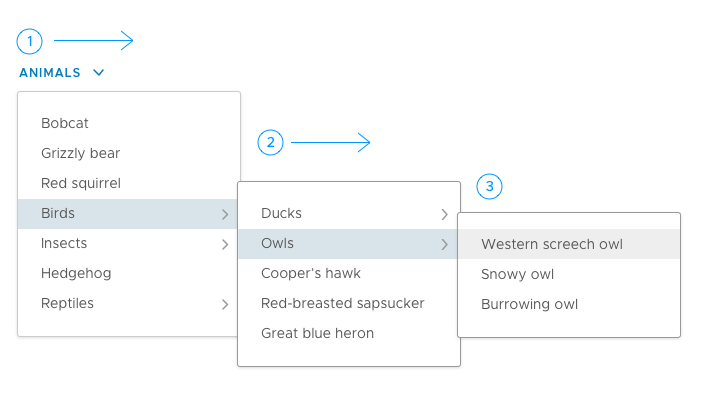 1
ANIMALS
Bobcat
Grizzly bear
Red squirrel
Birds
Insects
Hedgehog
Reptiles
2
Ducks
Owls
Cooper's hawk
Red-breasted sapsucker
Great blue heron
3
Western screech owl
Snowy owl
Burrowing owl